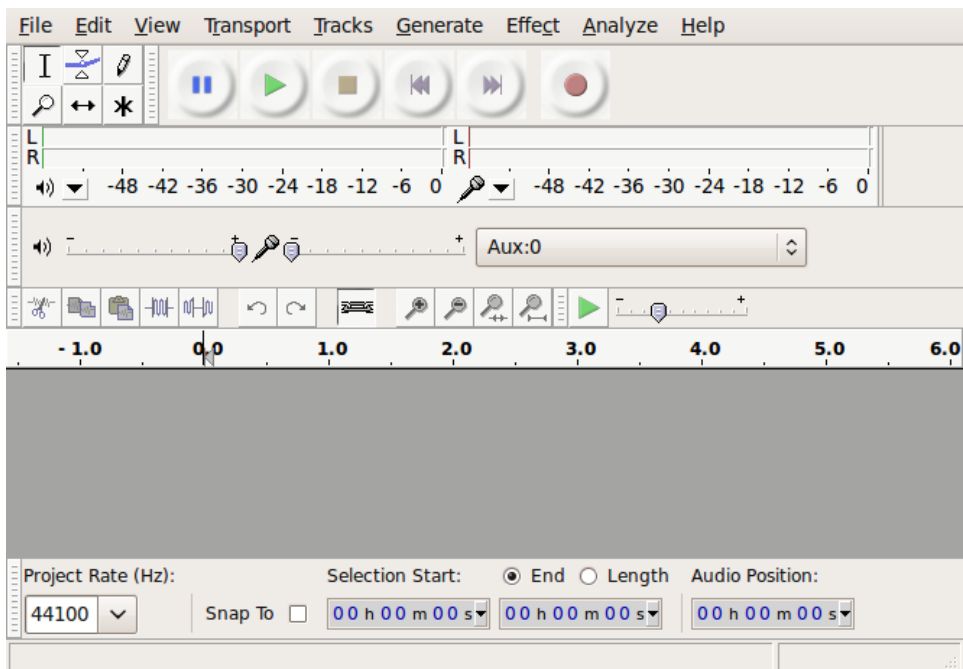 File Edit View Transport Tracks Generate Effect Analyze Help
L L
R R
-48 -42 -36 -30 -24 -18 -12 -6 0 -48 -42 -36 -30 -24 -18 -12 -6 0
- + - + Aux:0
- +
- 1.0 0.0 1.0 2.0 3.0 4.0 5.0 6.0
Project Rate (Hz): Selection Start: End Length Audio Position:
44100 Snap To 00 h 00 m 00 s 00 h 00 m 00 s 00 h 00 m 00 s